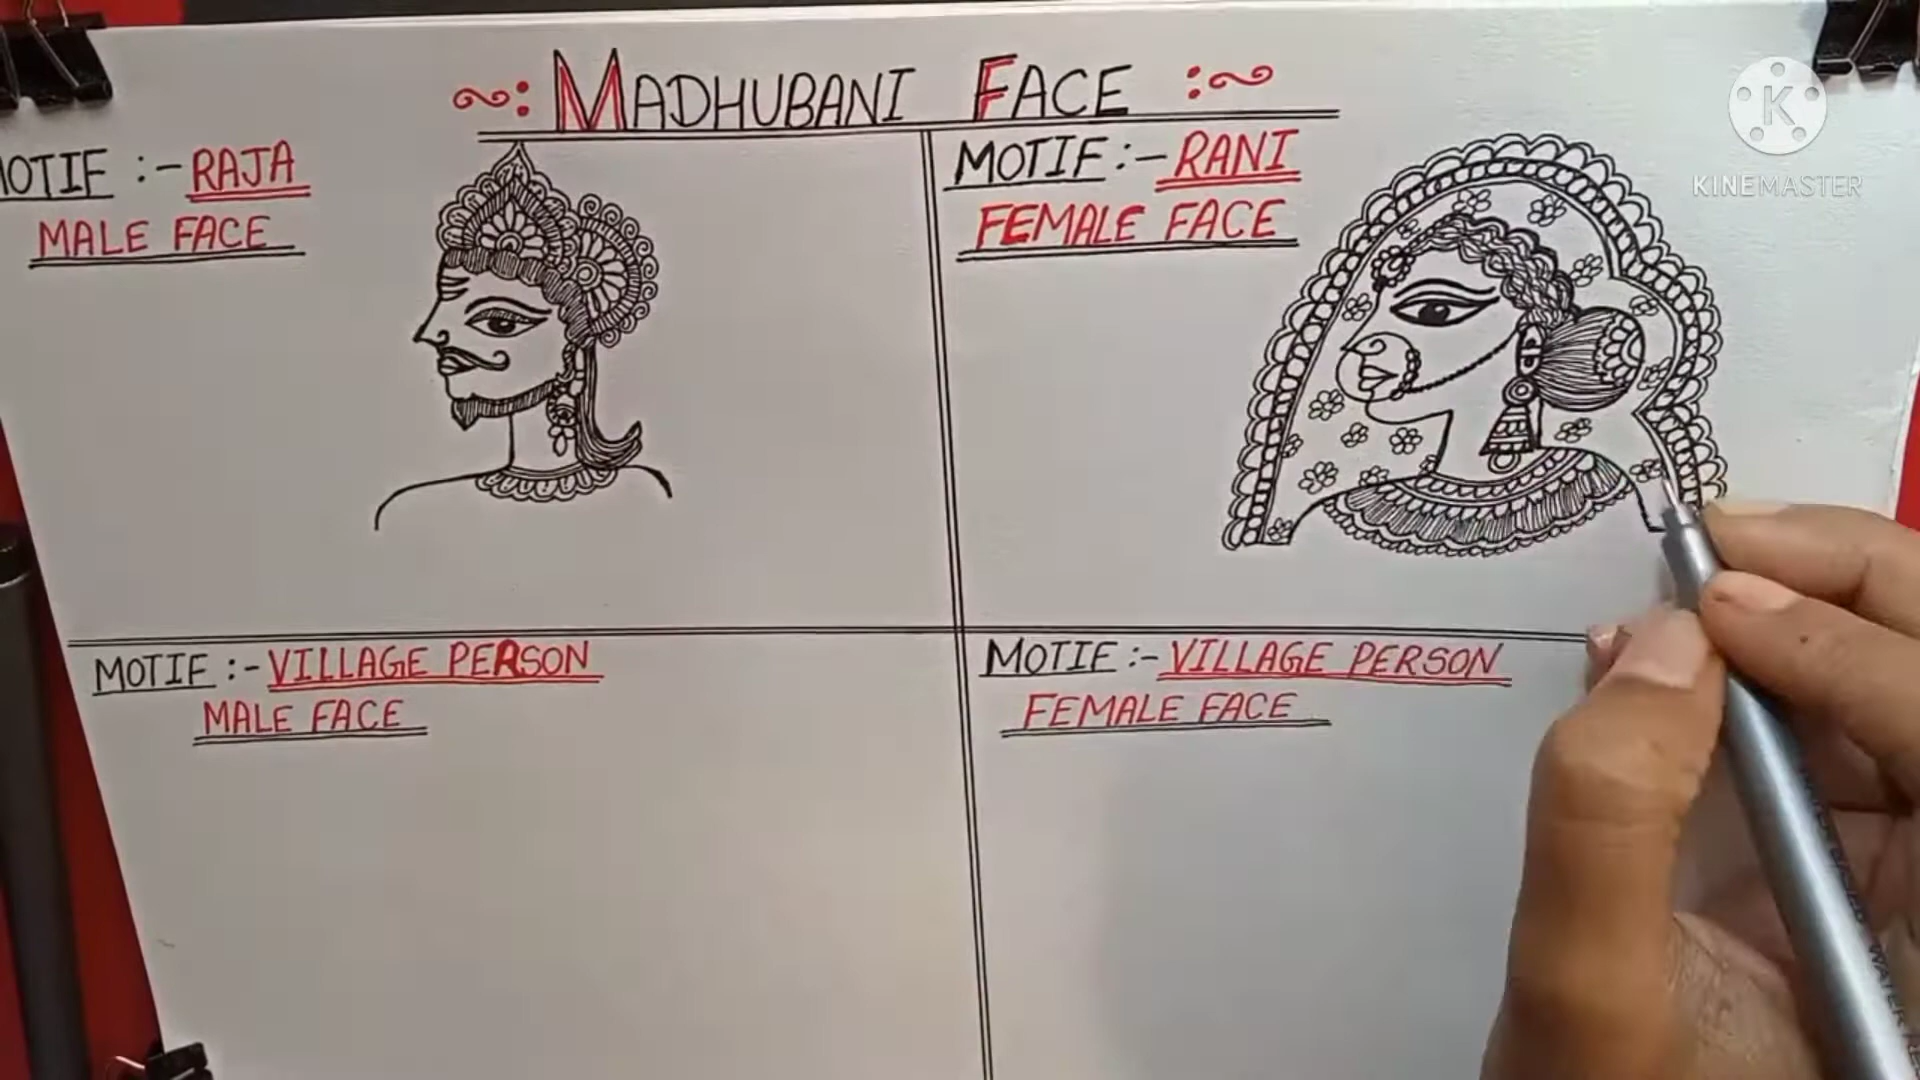 ~: MADHUBANI FACE :~
MOTIF :- RAJA
MALE FACE
MOTIF :- RANI
FEMALE FACE
MOTIF :- VILLAGE PERSON
MALE FACE
MOTIF :- VILLAGE PERSON
FEMALE FACE
K
KINEMASTER